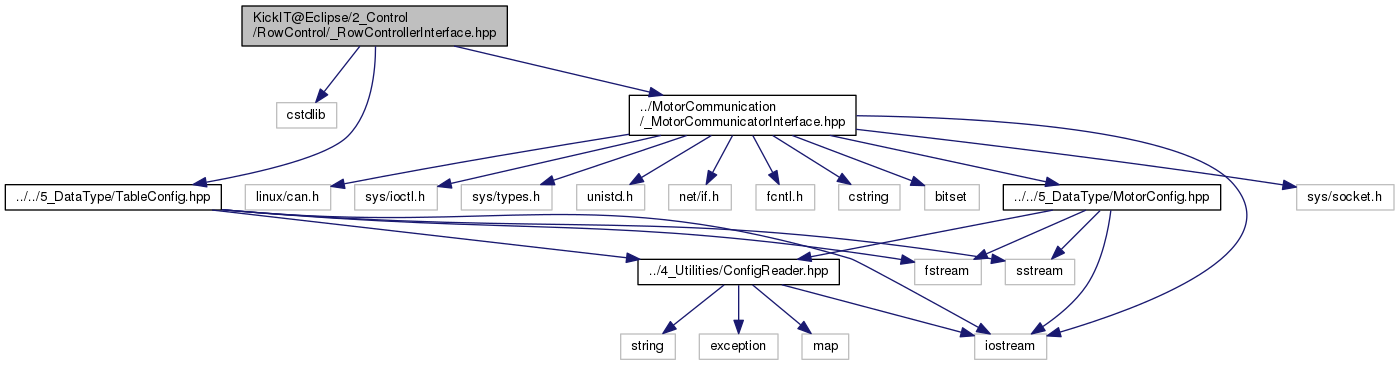 KickIT@Eclipse/2_Control
/RowControl/_RowControllerInterface.hpp
cstdlib
../MotorCommunication
/_MotorCommunicatorInterface.hpp
../../5_DataType/TableConfig.hpp
linux/can.h
sys/ioctl.h
sys/types.h
unistd.h
net/if.h
fcntl.h
cstring
bitset
../../5_DataType/MotorConfig.hpp
sys/socket.h
../4_Utilities/ConfigReader.hpp
fstream
sstream
string
exception
map
iostream